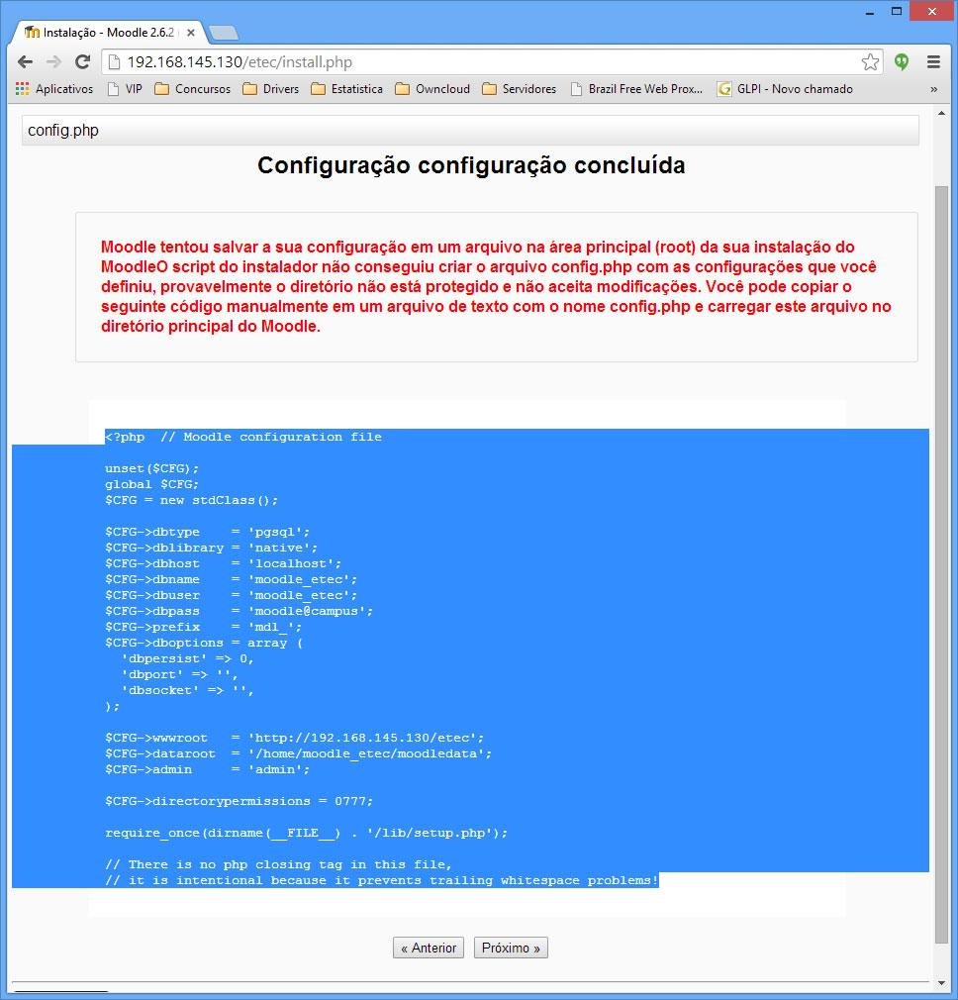 Instalação - Moodle 2.6.2
192.168.145.130/etec/install.php
Aplicativos VIP Concursos Drivers Estatistica Owncloud Servidores Brazil Free Web Prox... GLPI - Novo chamado »
config.php
Configuração configuração concluída
Moodle tentou salvar a sua configuração em um arquivo na área principal (root) da sua instalação do
MoodleO script do instalador não conseguiu criar o arquivo config.php com as configurações que você
definiu, provavelmente o diretório não está protegido e não aceita modificações. Você pode copiar o
seguinte código manualmente em um arquivo de texto com o nome config.php e carregar este arquivo no
diretório principal do Moodle.
<?php  // Moodle configuration file
unset($CFG);
global $CFG;
$CFG = new stdClass();
$CFG->dbtype    = 'pgsql';
$CFG->dblibrary = 'native';
$CFG->dbhost    = 'localhost';
$CFG->dbname    = 'moodle_etec';
$CFG->dbuser    = 'moodle_etec';
$CFG->dbpass    = 'moodle@campus';
$CFG->prefix    = 'mdl_';
$CFG->dboptions = array (
  'dbpersist' => 0,
  'dbport' => '',
  'dbsocket' => '',
);
$CFG->wwwroot   = 'http://192.168.145.130/etec';
$CFG->dataroot  = '/home/moodle_etec/moodledata';
$CFG->admin     = 'admin';
$CFG->directorypermissions = 0777;
require_once(dirname(__FILE__) . '/lib/setup.php');
// There is no php closing tag in this file,
// it is intentional because it prevents trailing whitespace problems!
« Anterior Próximo »